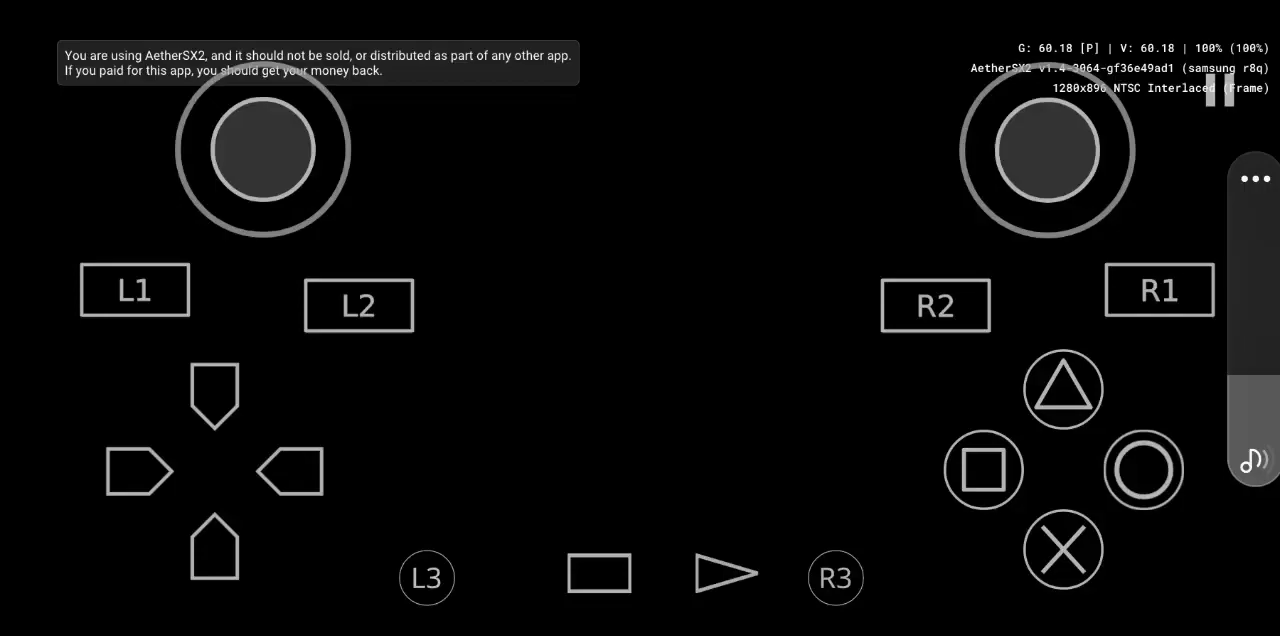 You are using AetherSX2, and it should not be sold, or distributed as part of any other app.
If you paid for this app, you should get your money back.
G: 60.18 [P] | V: 60.18 | 100% (100%)
AetherSX2 v1.4-3064-gf36e49ad1 (samsung r8q)
1280x896 NTSC Interlaced (Frame)
L1
L2
R2
R1
L3
R3